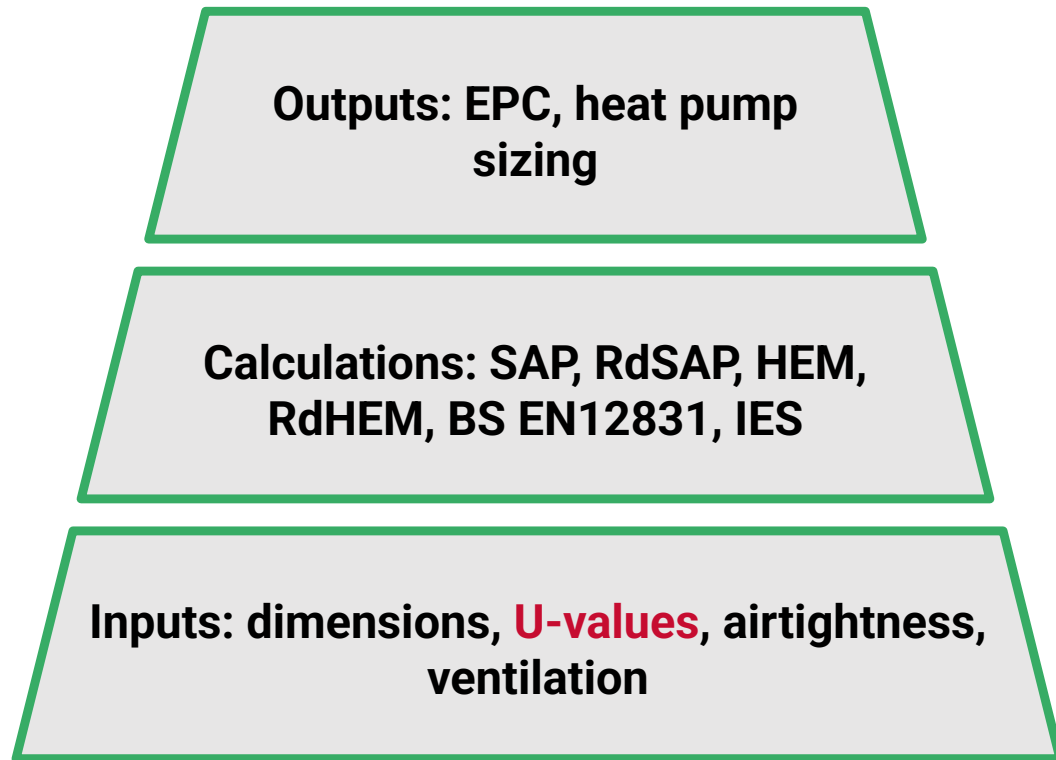 Outputs: EPC, heat pump
sizing
Calculations: SAP, RdSAP, HEM,
RdHEM, BS EN12831, IES
Inputs: dimensions, U-values, airtightness,
ventilation